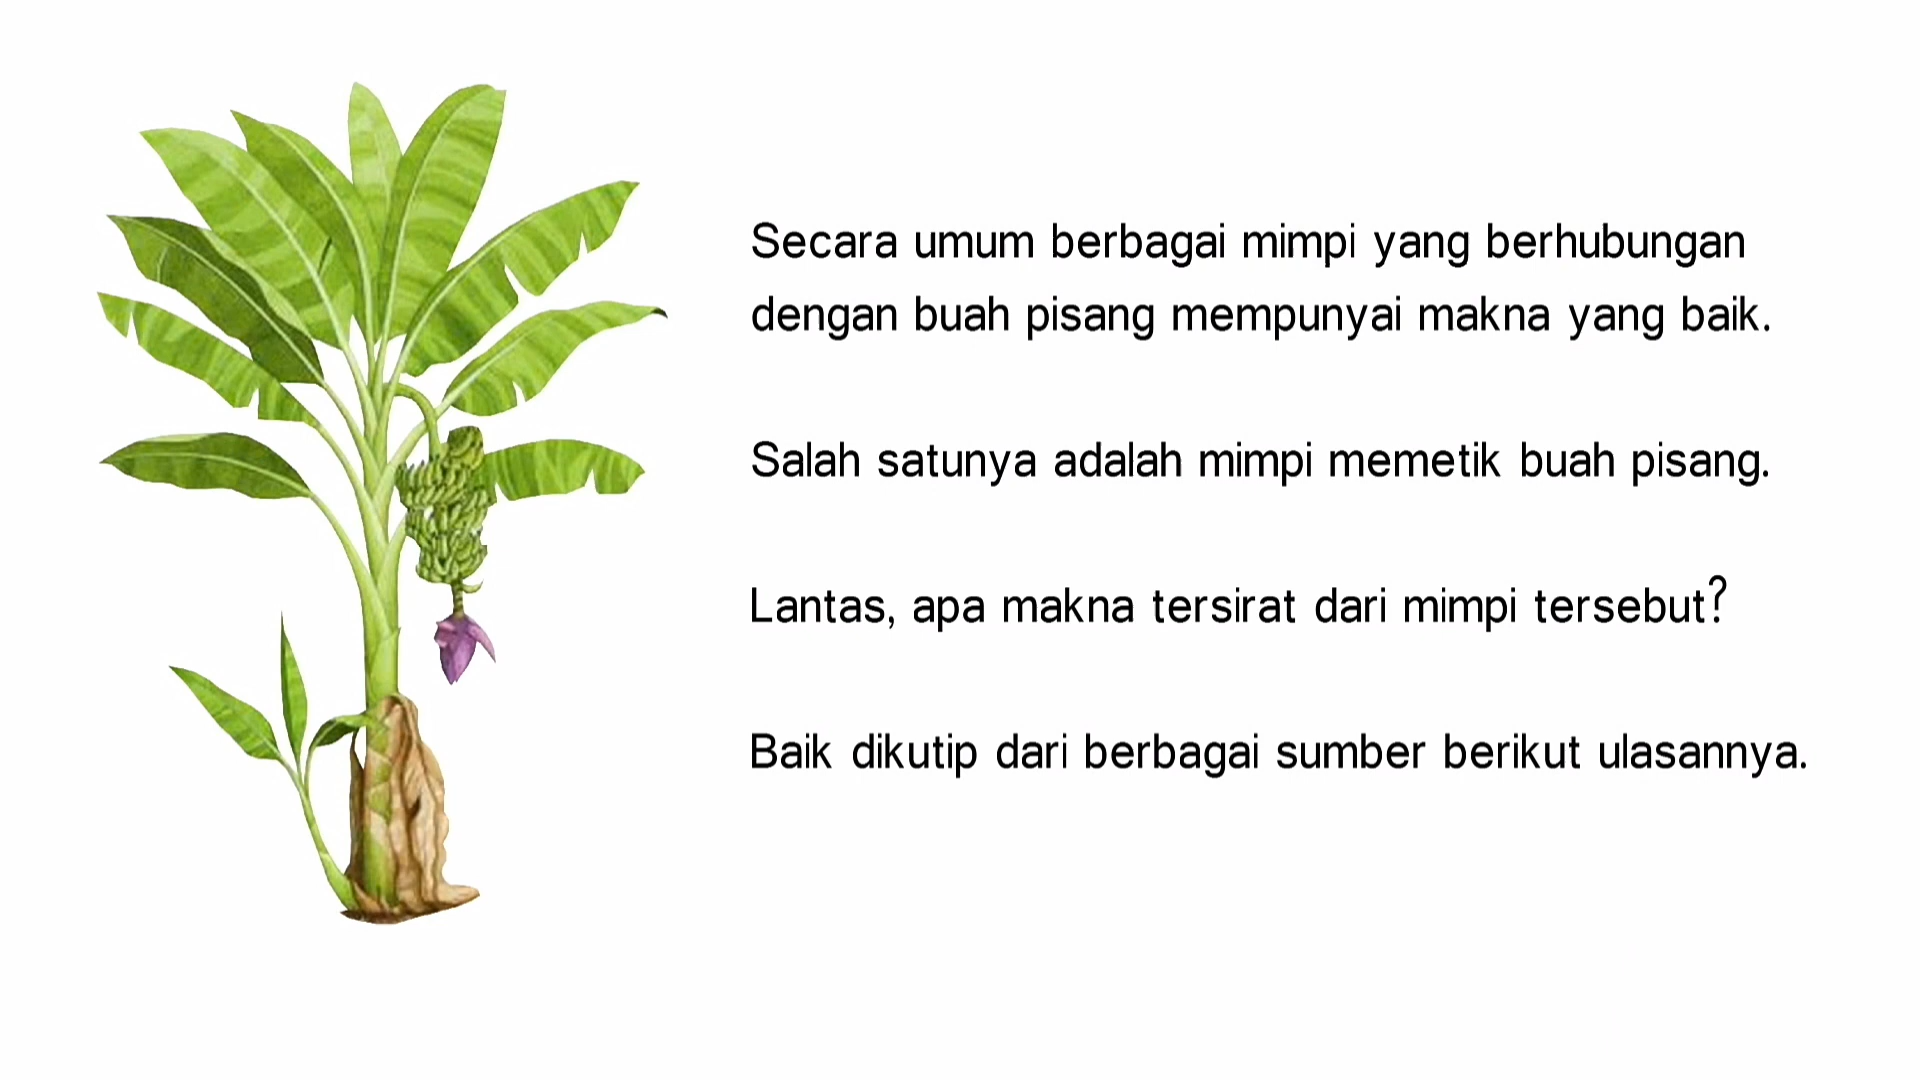 Secara umum berbagai mimpi yang berhubungan
dengan buah pisang mempunyai makna yang baik.
Salah satunya adalah mimpi memetik buah pisang.
Lantas, apa makna tersirat dari mimpi tersebut?
Baik dikutip dari berbagai sumber berikut ulasannya.